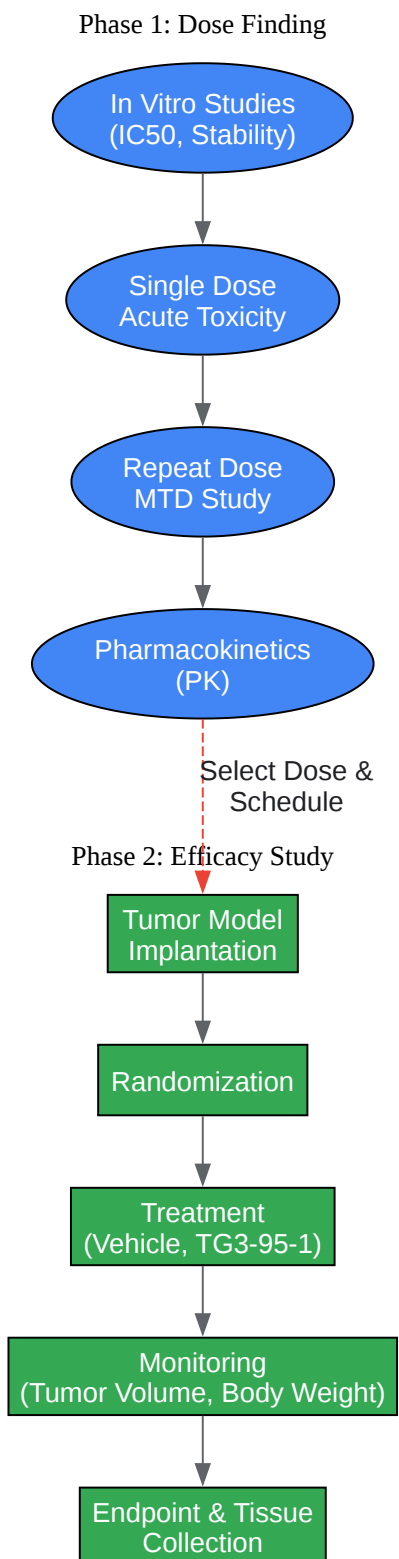 Phase 1: Dose Finding
In Vitro Studies
(IC50, Stability)
Single Dose
Acute Toxicity
Repeat Dose
MTD Study
Pharmacokinetics
(PK)
Select Dose &
Schedule
Phase 2: Efficacy Study
Tumor Model
Implantation
Randomization
Treatment
(Vehicle, TG3-95-1)
Monitoring
(Tumor Volume, Body Weight)
Endpoint & Tissue
Collection